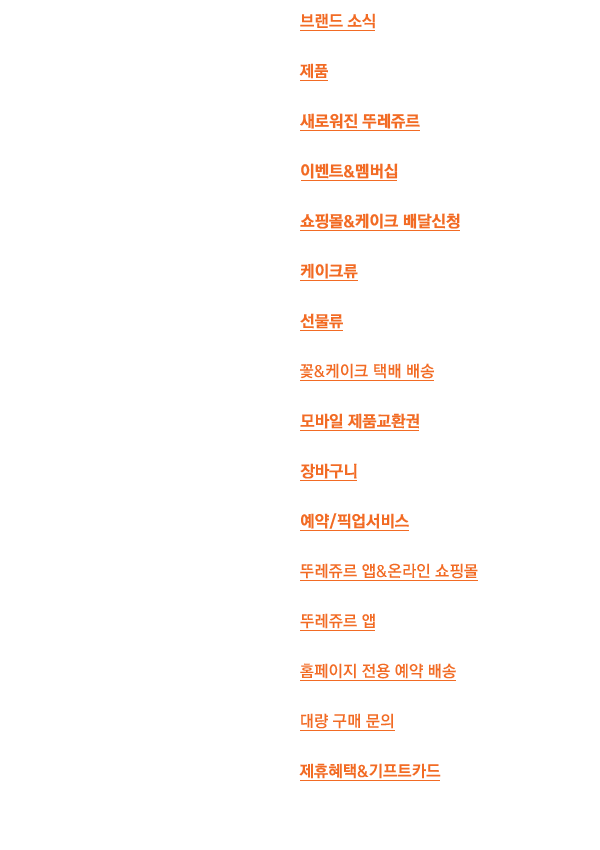 브랜드 소식
제품
새로워진 뚜레쥬르
이벤트&멤버십
쇼핑몰&케이크 배달신청
케이크류
선물류
꽃&케이크 택배 배송
모바일 제품교환권
장바구니
예약/픽업서비스
뚜레쥬르 앱&온라인 쇼핑몰
뚜레쥬르 앱
홈페이지 전용 예약 배송
대량 구매 문의
제휴혜택&기프트카드